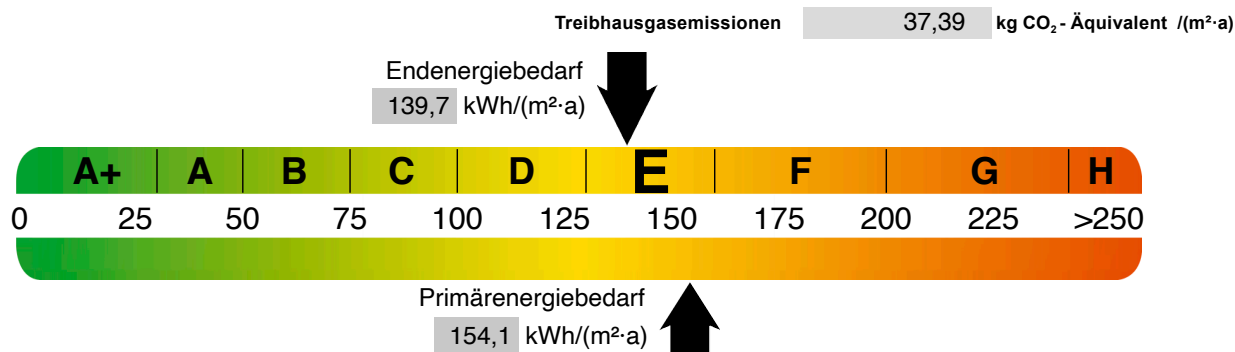 Treibhausgasemissionen 37,39 kg CO₂ - Äquivalent /(m²·a)
Endenergiebedarf
139,7 kWh/(m²·a)
A+ A B C D E F G H
0 25 50 75 100 125 150 175 200 225 >250
Primärenergiebedarf
154,1 kWh/(m²·a)